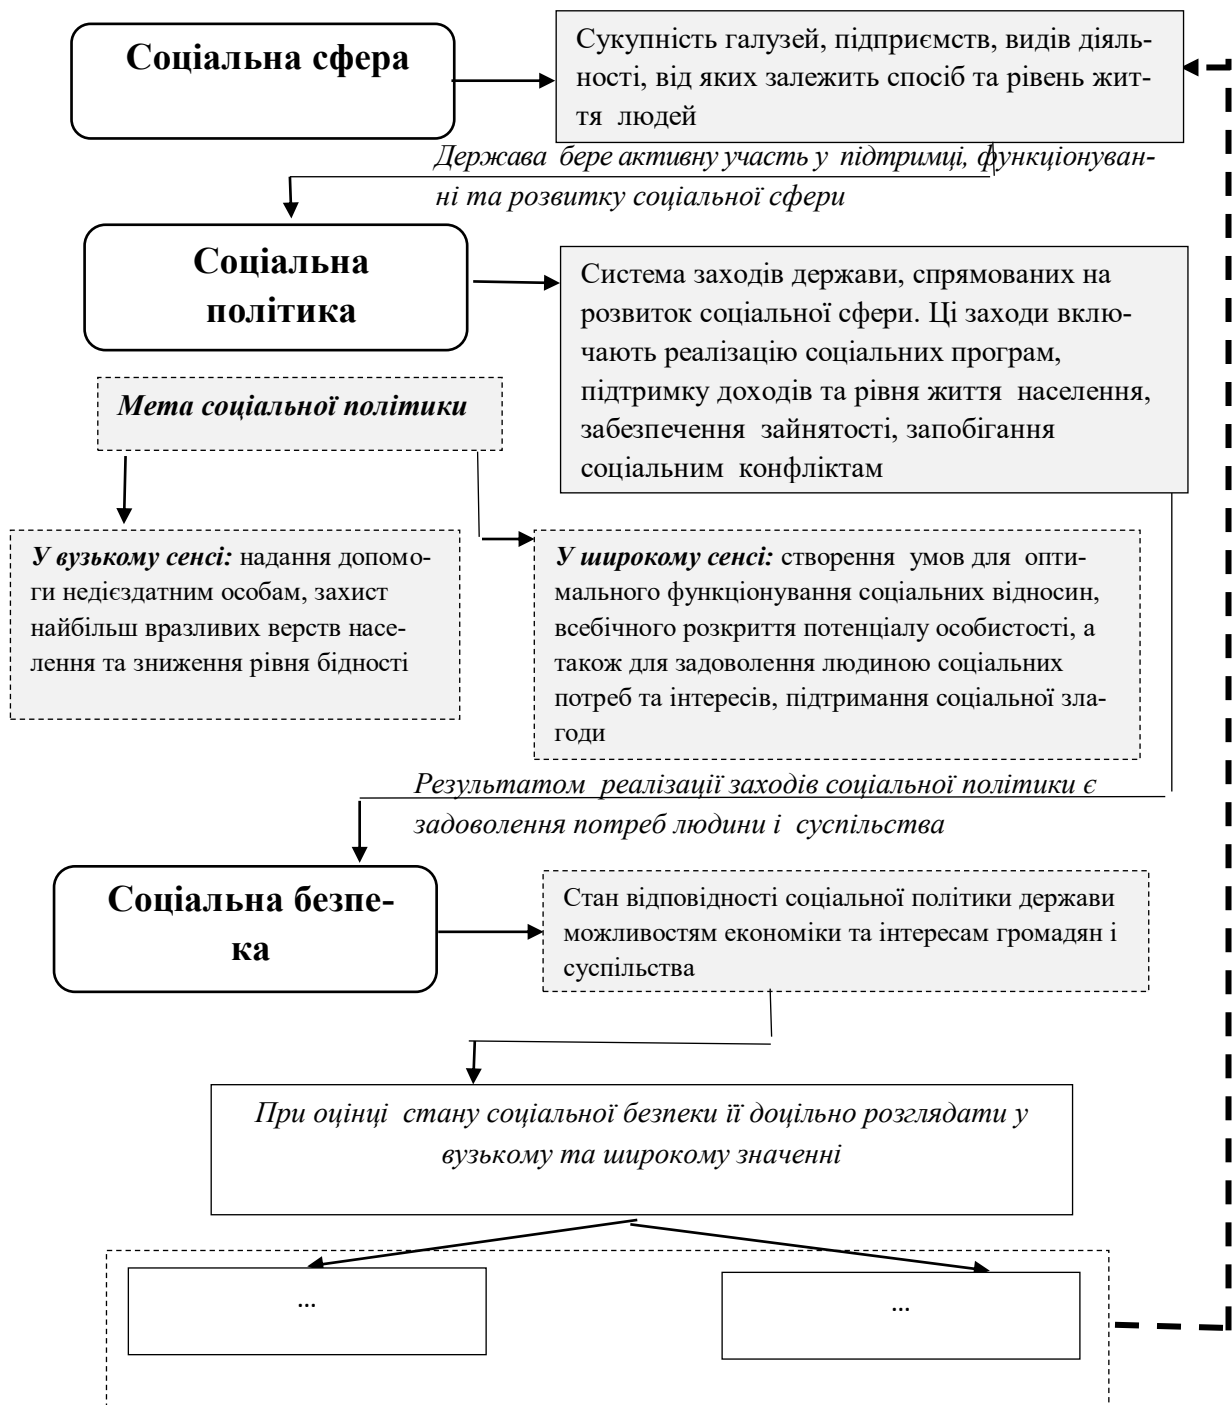 Соціальна сфера
Сукупність галузей, підприємств, видів діяль-
ності, від яких залежить спосіб та рівень жит-
тя людей
Держава бере активну участь у підтримці, функціонуван-
ні та розвитку соціальної сфери
Соціальна
політика
Система заходів держави, спрямованих на
розвиток соціальної сфери. Ці заходи вклю-
чають реалізацію соціальних програм,
підтримку доходів та рівня життя населення,
забезпечення зайнятості, запобігання
соціальним конфліктам
Мета соціальної політики
У вузькому сенсі: надання допомо-
ги недієздатним особам, захист
найбільш вразливих верств насе-
лення та зниження рівня бідності
У широкому сенсі: створення умов для опти-
мального функціонування соціальних відносин,
всебічного розкриття потенціалу особистості, а
також для задоволення людиною соціальних
потреб та інтересів, підтримання соціальної зла-
годи
Результатом реалізації заходів соціальної політики є
задоволення потреб людини і суспільства
Соціальна безпе-
ка
Стан відповідності соціальної політики держави
можливостям економіки та інтересам громадян і
суспільства
При оцінці стану соціальної безпеки її доцільно розглядати у
вузькому та широкому значенні
...
...